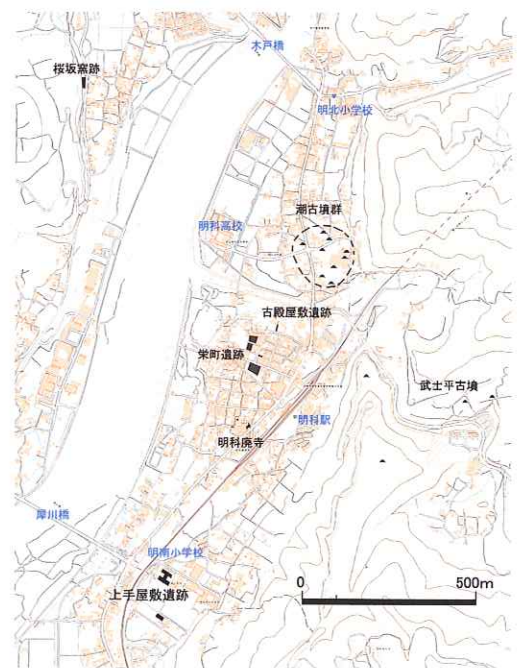 木戸橋
桜坂窯跡
明北小学校
潮古墳群
明科高校
古殿屋敷遺跡
栄町遺跡
武士平古墳
明科駅
明科廃寺
犀川橋
明南小学校
上手屋敷遺跡
0 500m